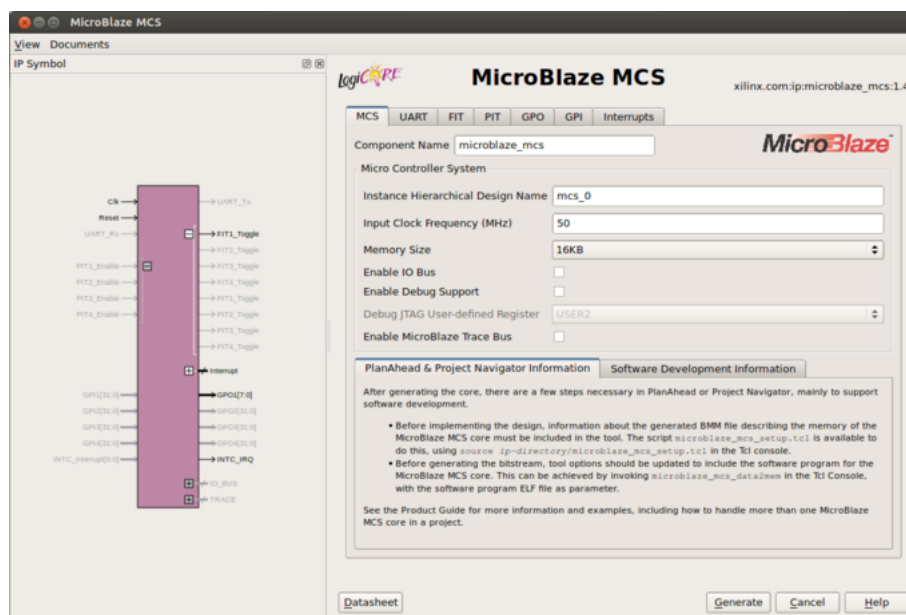 MicroBlaze MCS
View Documents
IP Symbol
Clk
Reset
UART_Rx
PIT1_Enable
PIT2_Enable
PIT3_Enable
PIT4_Enable
GPI1[31:0]
GPI2[31:0]
GPI3[31:0]
GPI4[31:0]
INTC_Interrupt[0:0]
UART_Tx
FIT1_Toggle
FIT2_Toggle
FIT3_Toggle
FIT4_Toggle
PIT1_Toggle
PIT2_Toggle
PIT3_Toggle
PIT4_Toggle
Interrupt
GPO1[7:0]
GPO2[31:0]
GPO3[31:0]
GPO4[31:0]
INTC_IRQ
IO_BUS
TRACE
LogiCORE
MicroBlaze MCS
xilinx.com:ip:microblaze_mcs:1.4
MCS UART FIT PIT GPO GPI Interrupts
Component Name microblaze_mcs
MicroBlaze
Micro Controller System
Instance Hierarchical Design Name mcs_0
Input Clock Frequency (MHz) 50
Memory Size 16KB
Enable IO Bus
Enable Debug Support
Debug JTAG User-defined Register USER2
Enable MicroBlaze Trace Bus
PlanAhead & Project Navigator Information Software Development Information
After generating the core, there are a few steps necessary in PlanAhead or Project Navigator, mainly to support
software development.
• Before implementing the design, information about the generated BMM file describing the memory of the
MicroBlaze MCS core must be included in the tool. The script microblaze_mcs_setup.tcl is available to
do this, using source ip-directory/microblaze_mcs_setup.tcl in the Tcl console.
• Before generating the bitstream, tool options should be updated to include the software program for the
MicroBlaze MCS core. This can be achieved by invoking microblaze_mcs_data2mem in the Tcl Console,
with the software program ELF file as parameter.
See the Product Guide for more information and examples, including how to handle more than one MicroBlaze
MCS core in a project.
Datasheet Generate Cancel Help